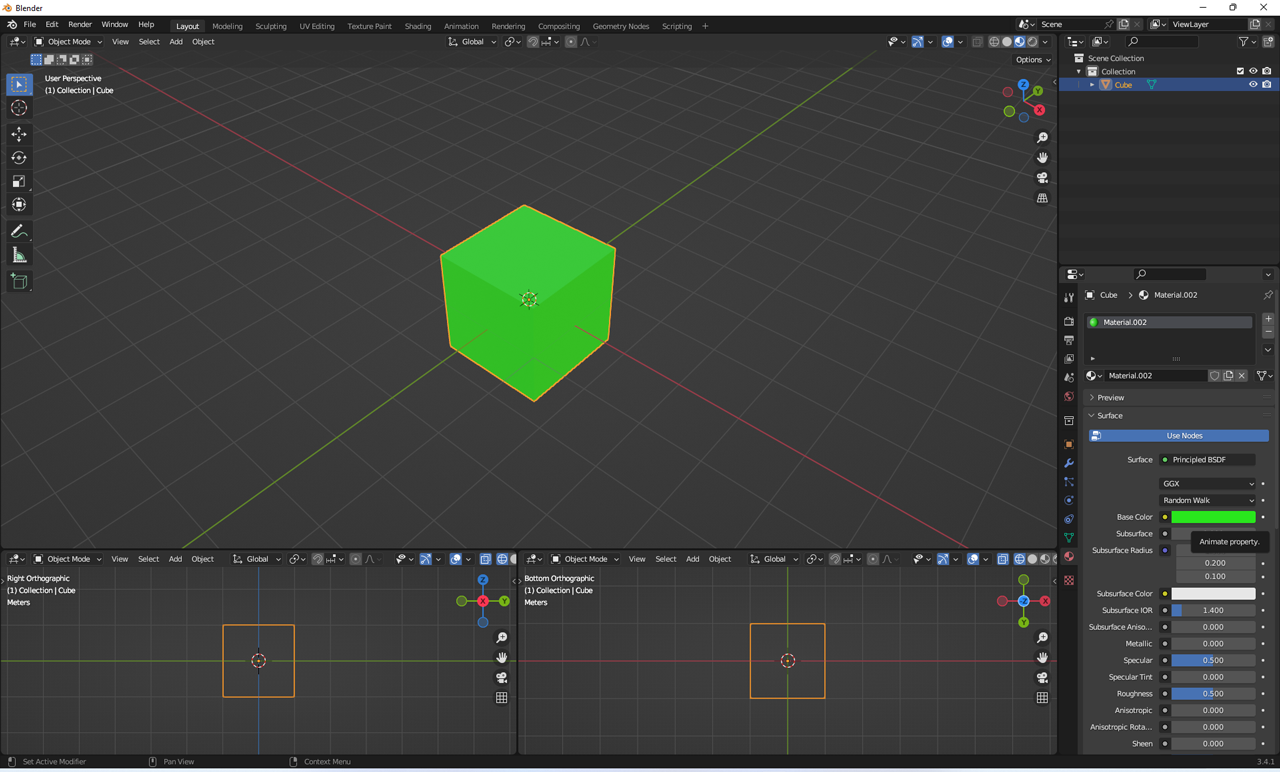 Blender
File Edit Render Window Help Layout Modeling Sculpting UV Editing Texture Paint Shading Animation Rendering Compositing Geometry Nodes Scripting + Scene ViewLayer
Object Mode View Select Add Object Global
Options
User Perspective
(1) Collection | Cube
Z
Y
X
Scene Collection
Collection
Cube
Cube > Material.002
Material.002
Material.002
Preview
Surface
Use Nodes
Surface Principled BSDF
GGX
Random Walk
Base Color
Subsurface
Animate property.
Subsurface Radius
0.200
0.100
Subsurface Color
Subsurface IOR 1.400
Subsurface Aniso... 0.000
Metallic 0.000
Specular 0.500
Specular Tint 0.000
Roughness 0.500
Anisotropic 0.000
Anisotropic Rota... 0.000
Sheen 0.000
Object Mode View Select Add Object Global
Right Orthographic
(1) Collection | Cube
Meters
Z
X Y
Object Mode View Select Add Object Global
Bottom Orthographic
(1) Collection | Cube
Meters
Z X
Y
Set Active Modifier Pan View Context Menu 3.4.1